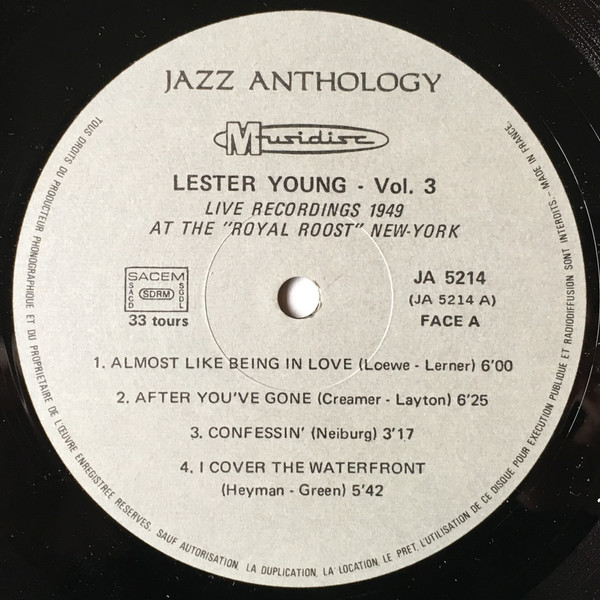 JAZZ ANTHOLOGY
Musidisc
LESTER YOUNG - Vol. 3
LIVE RECORDINGS 1949
AT THE "ROYAL ROOST" NEW-YORK
SACEM
SACD
SDRM
SGDL
33 tours
JA 5214
(JA 5214 A)
FACE A
1. ALMOST LIKE BEING IN LOVE (Loewe - Lerner) 6'00
2. AFTER YOU'VE GONE (Creamer - Layton) 6'25
3. CONFESSIN' (Neiburg) 3'17
4. I COVER THE WATERFRONT
(Heyman - Green) 5'42
TOUS DROITS DU PRODUCTEUR PHONOGRAPHIQUE ET DU PROPRIETAIRE DE L'ŒUVRE ENREGISTREE RESERVES. SAUF AUTORISATION, LA DUPLICATION, LA LOCATION, LE PRET, L'UTILISATION DE CE DISQUE POUR EXECUTION PUBLIQUE ET RADIODIFFUSION SONT INTERDITS. - MADE IN FRANCE.